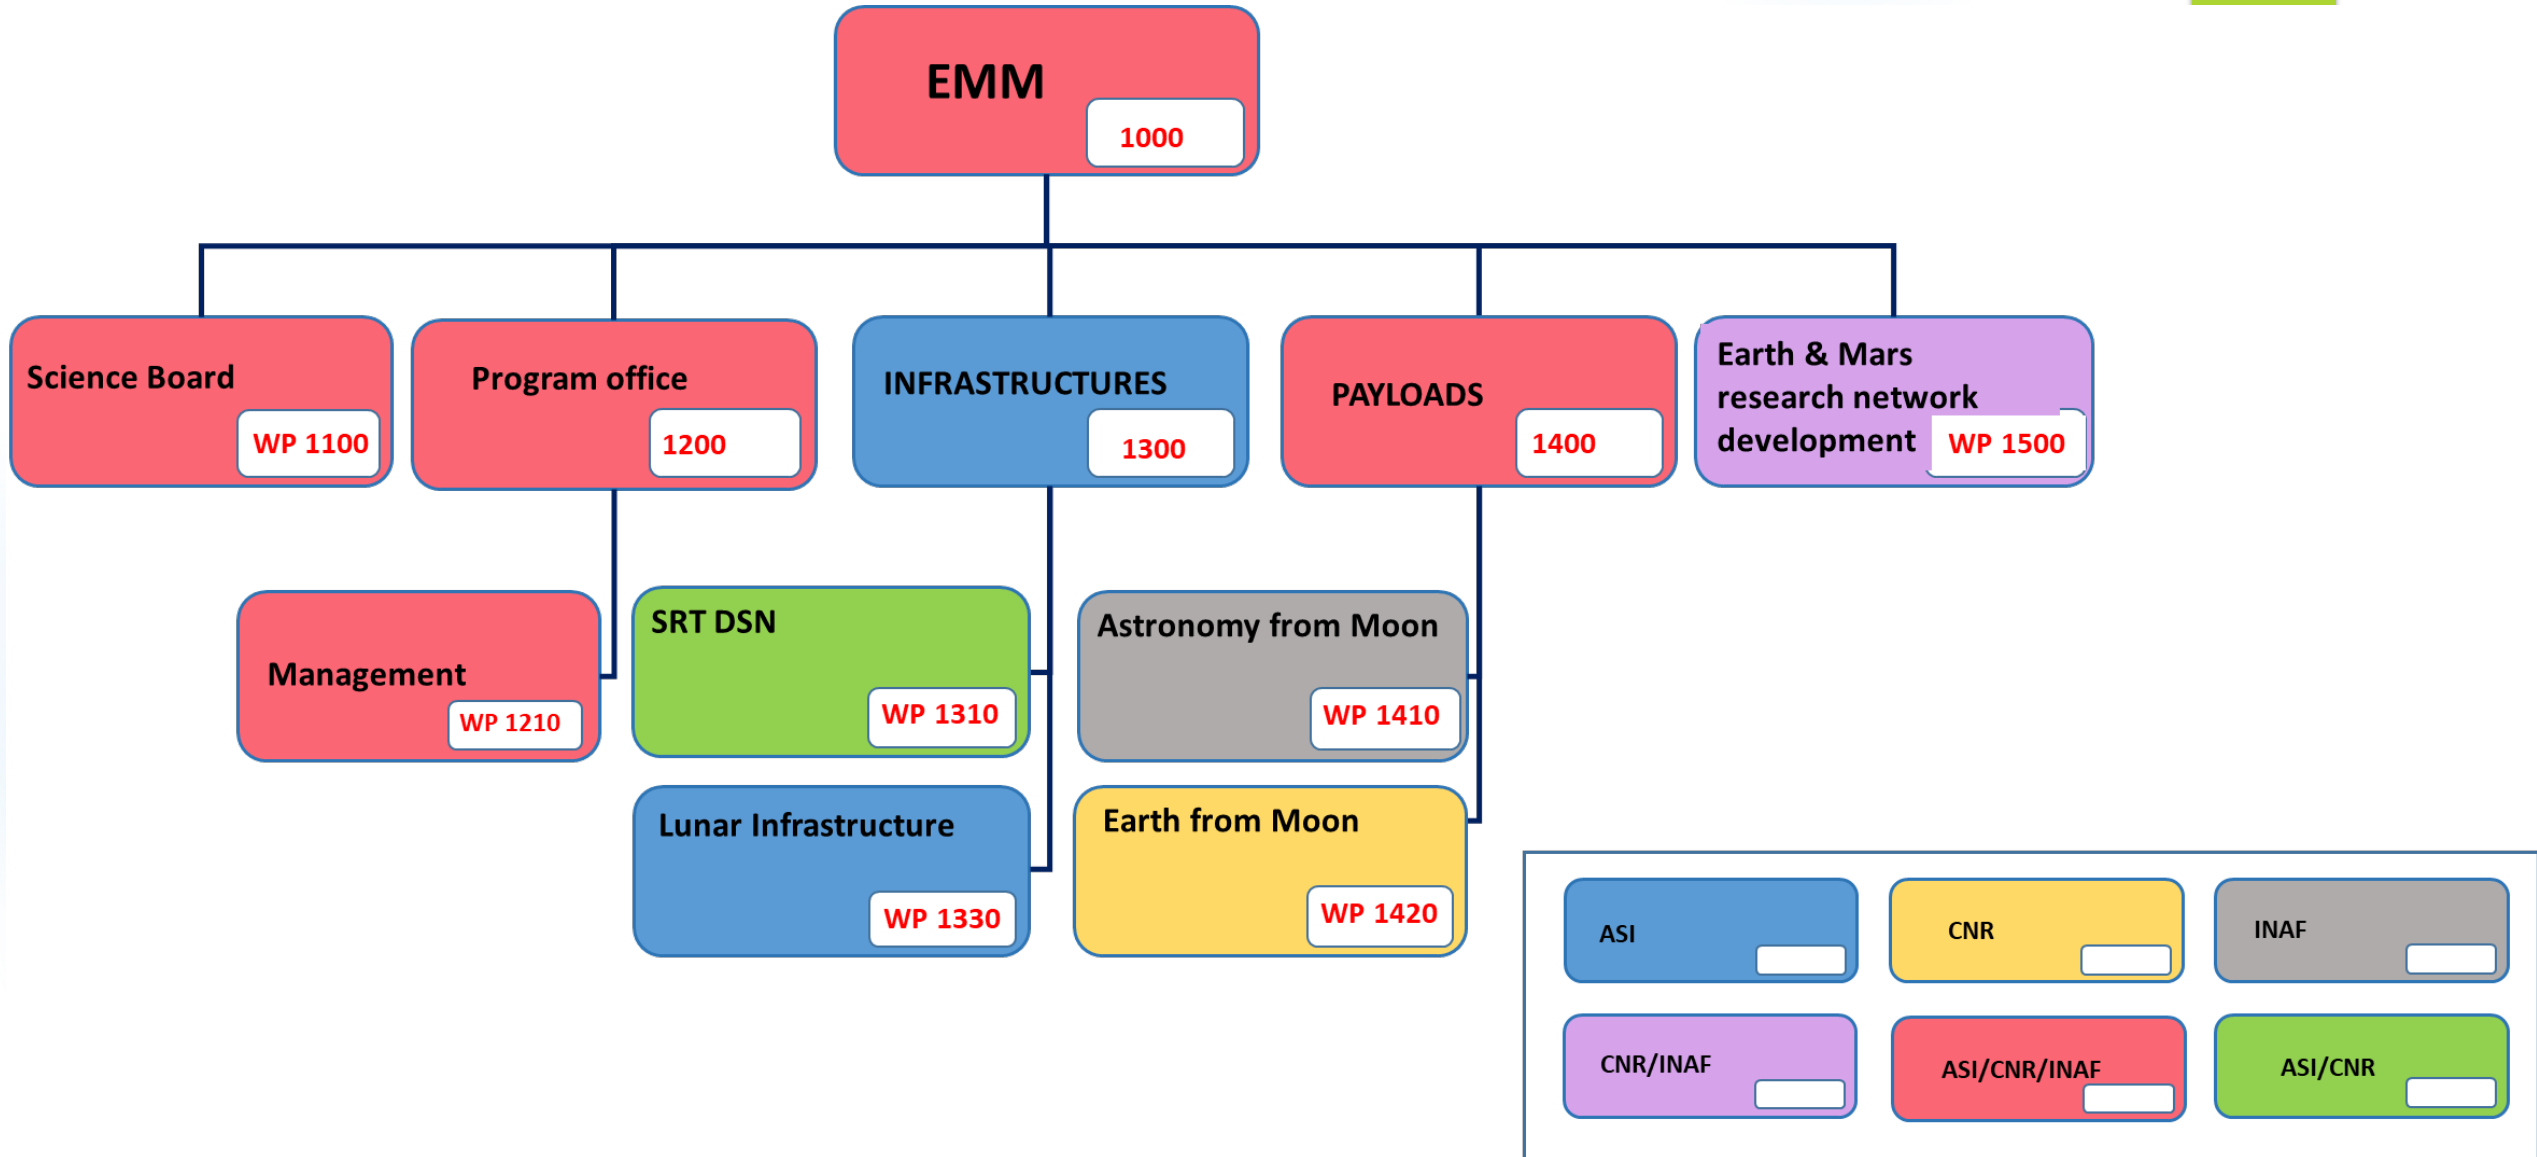 EMM
1000
Science Board
WP 1100
Program office
1200
INFRASTRUCTURES
1300
PAYLOADS
1400
Earth & Mars
research network
development
WP 1500
Management
WP 1210
SRT DSN
WP 1310
Astronomy from Moon
WP 1410
Lunar Infrastructure
WP 1330
Earth from Moon
WP 1420
ASI
CNR
INAF
CNR/INAF
ASI/CNR/INAF
ASI/CNR